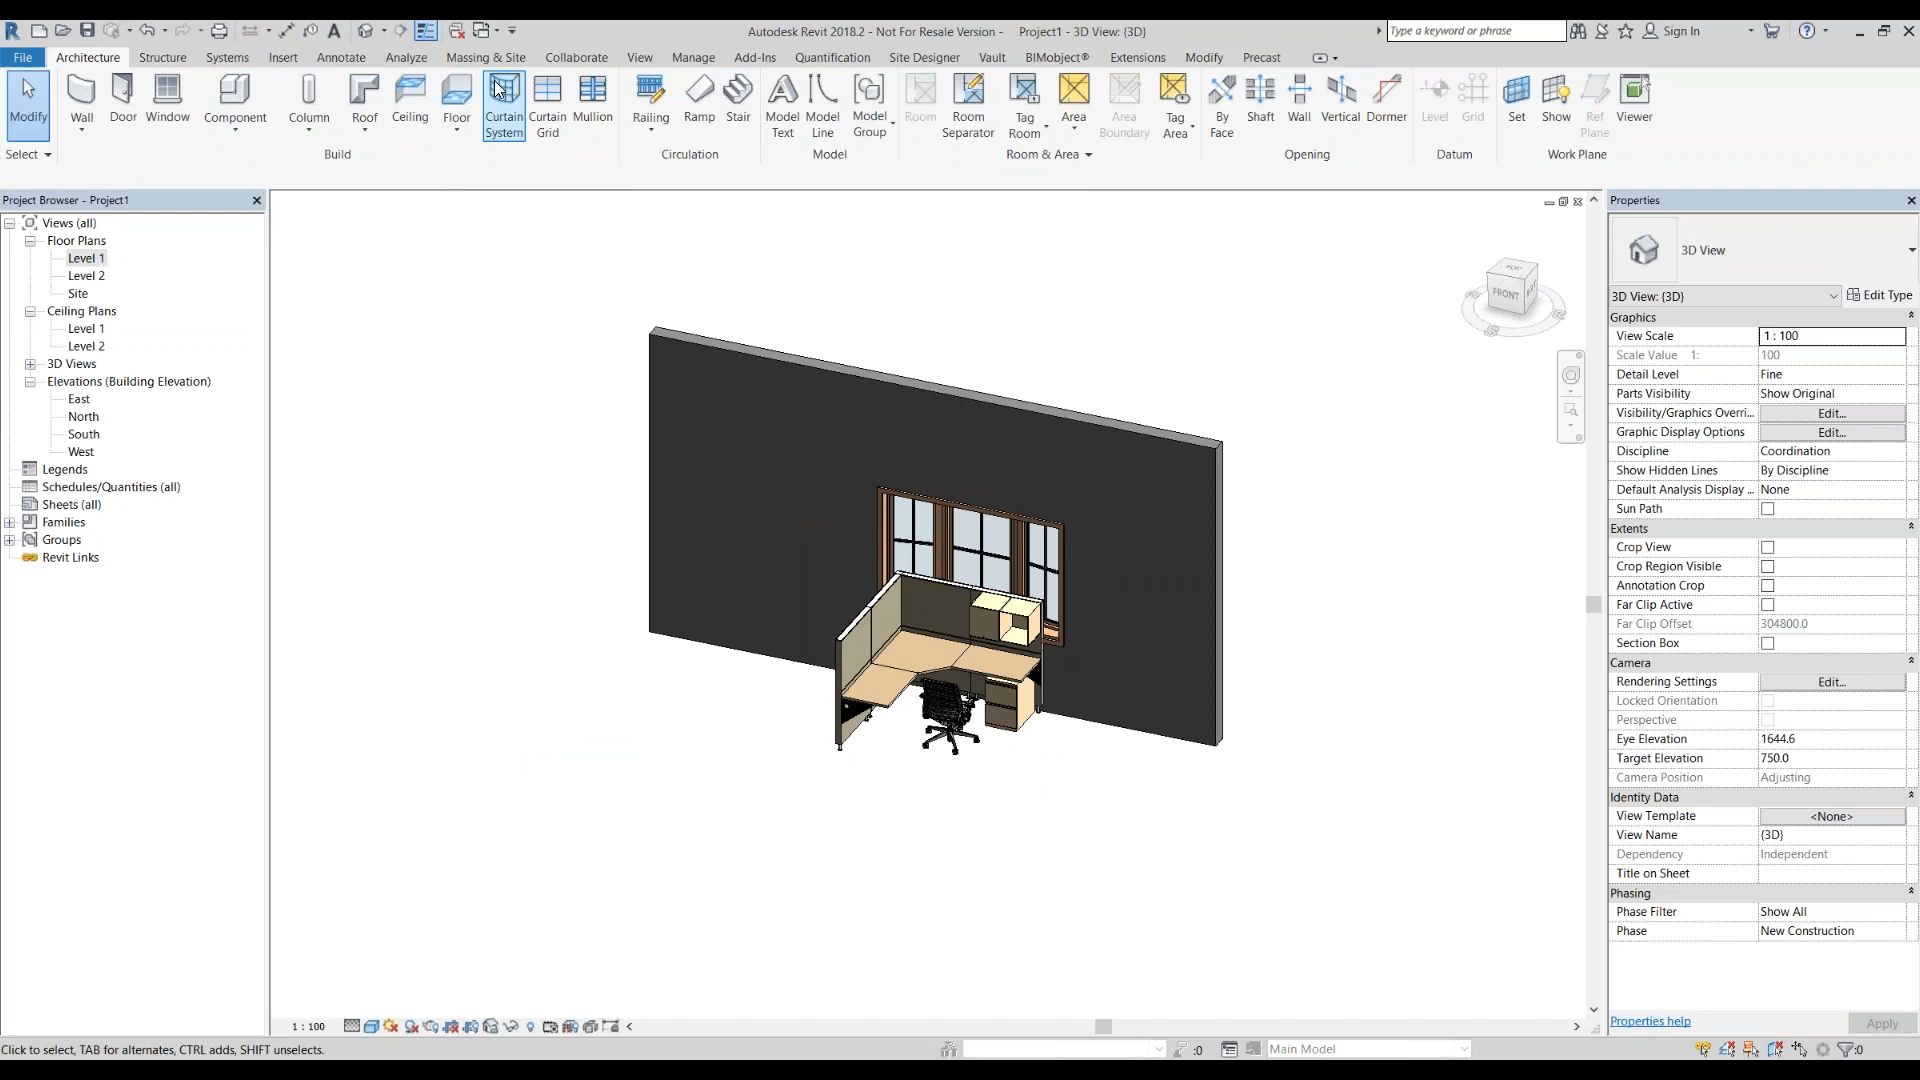 Autodesk Revit 2018.2 - Not For Resale Version - Project1 - 3D View: {3D}
Type a keyword or phrase
Sign In
File Architecture Structure Systems Insert Annotate Analyze Massing & Site Collaborate View Manage Add-Ins Quantification Site Designer Vault BIMobject® Extensions Modify Precast
Modify Wall Door Window Component Column Roof Ceiling Floor Curtain System Curtain Grid Mullion Railing Ramp Stair Model Text Model Line Model Group Room Room Separator Tag Room Area Area Boundary Tag Area By Face Shaft Wall Vertical Dormer Level Grid Set Show Ref Plane Viewer
Select Build Circulation Model Room & Area Opening Datum Work Plane
Project Browser - Project1
Views (all)
Floor Plans
Level 1
Level 2
Site
Ceiling Plans
Level 1
Level 2
3D Views
Elevations (Building Elevation)
East
North
South
West
Legends
Schedules/Quantities (all)
Sheets (all)
Families
Groups
Revit Links
FRONT
Properties
3D View
3D View: {3D} Edit Type
Graphics
View Scale 1 : 100
Scale Value 1: 100
Detail Level Fine
Parts Visibility Show Original
Visibility/Graphics Overri... Edit...
Graphic Display Options Edit...
Discipline Coordination
Show Hidden Lines By Discipline
Default Analysis Display ... None
Sun Path
Extents
Crop View
Crop Region Visible
Annotation Crop
Far Clip Active
Far Clip Offset 304800.0
Section Box
Camera
Rendering Settings Edit...
Locked Orientation
Perspective
Eye Elevation 1644.6
Target Elevation 750.0
Camera Position Adjusting
Identity Data
View Template <None>
View Name {3D}
Dependency Independent
Title on Sheet
Phasing
Phase Filter Show All
Phase New Construction
Properties help Apply
1 : 100
Click to select, TAB for alternates, CTRL adds, SHIFT unselects.
:0
Main Model
:0